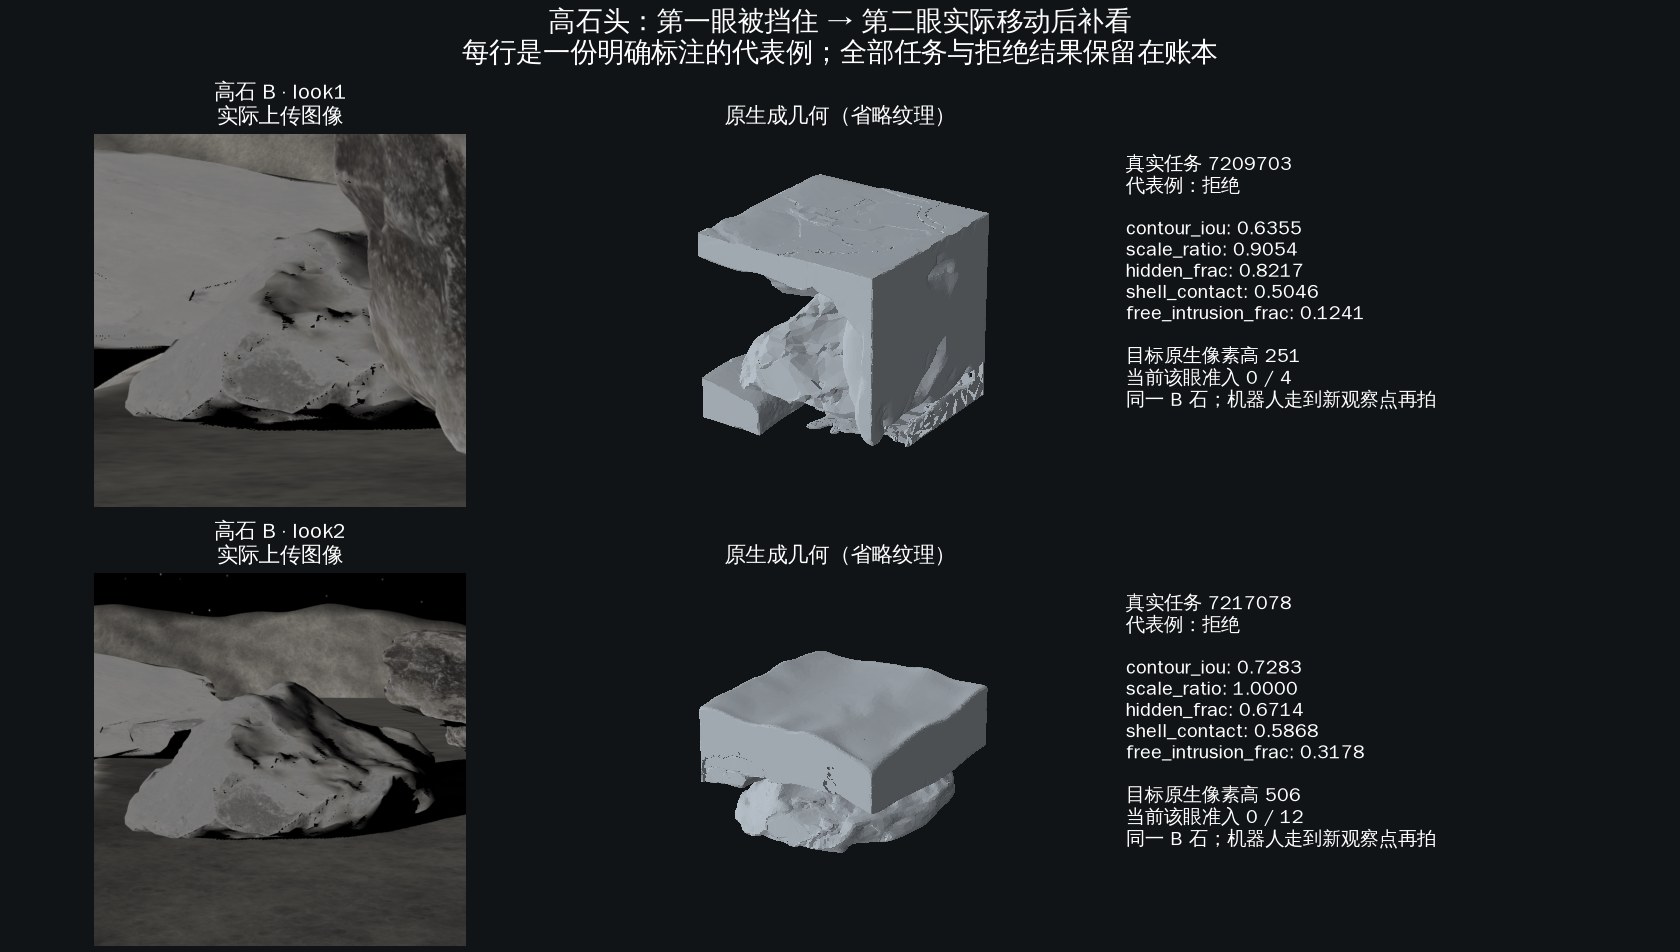 高石头：第一眼被挡住 → 第二眼实际移动后补看
每行是一份明确标注的代表例；全部任务与拒绝结果保留在账本
高石 B · look1
实际上传图像
原生成几何（省略纹理）
真实任务 7209703
代表例：拒绝
contour_iou: 0.6355
scale_ratio: 0.9054
hidden_frac: 0.8217
shell_contact: 0.5046
free_intrusion_frac: 0.1241
目标原生像素高 251
当前该眼准入 0 / 4
同一 B 石；机器人走到新观察点再拍
高石 B · look2
实际上传图像
原生成几何（省略纹理）
真实任务 7217078
代表例：拒绝
contour_iou: 0.7283
scale_ratio: 1.0000
hidden_frac: 0.6714
shell_contact: 0.5868
free_intrusion_frac: 0.3178
目标原生像素高 506
当前该眼准入 0 / 12
同一 B 石；机器人走到新观察点再拍